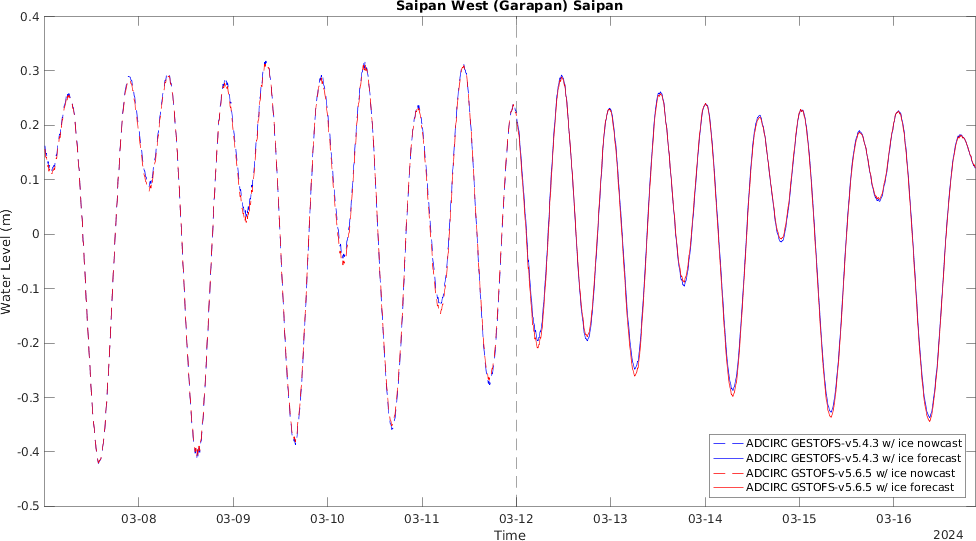 Saipan West (Garapan) Saipan
0.4
0.3
0.2
0.1
0
-0.1
-0.2
-0.3
-0.4
-0.5
Water Level (m)
ADCIRC GESTOFS-v5.4.3 w/ ice nowcast
ADCIRC GESTOFS-v5.4.3 w/ ice forecast
ADCIRC GSTOFS-v5.6.5 w/ ice nowcast
ADCIRC GSTOFS-v5.6.5 w/ ice forecast
03-08 03-09 03-10 03-11 03-12 03-13 03-14 03-15 03-16
Time
2024